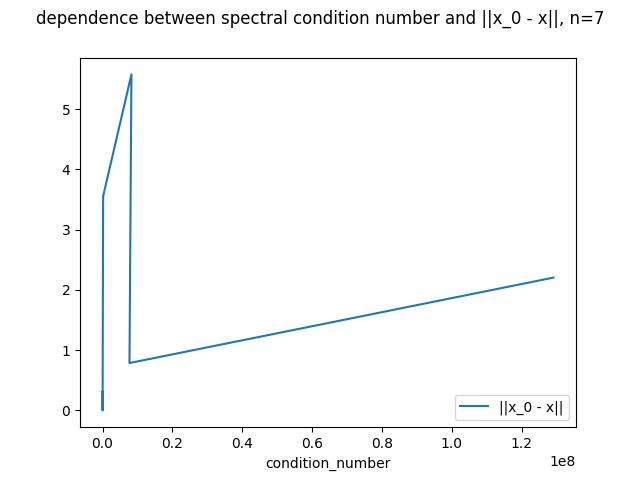 dependence between spectral condition number and ||x_0 - x||, n=7
5
4
3
2
1
0
||x_0 - x||
0.0 0.2 0.4 0.6 0.8 1.0 1.2
1e8
condition_number